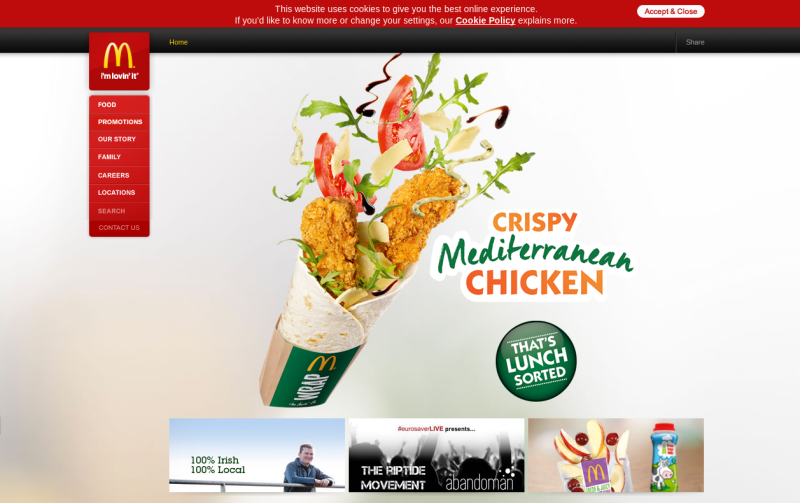 This website uses cookies to give you the best online experience.
If you'd like to know more or change your settings, our Cookie Policy explains more.
Accept & Close
i'm lovin' it
Home
Share
FOOD
PROMOTIONS
OUR STORY
FAMILY
CAREERS
LOCATIONS
SEARCH
CONTACT US
CRISPY
Mediterranean
CHICKEN
THAT'S
LUNCH
SORTED
WRAP
100% Irish
100% Local
#eurosaverLIVE presents...
THE RIPTIDE
MOVEMENT
abandoman